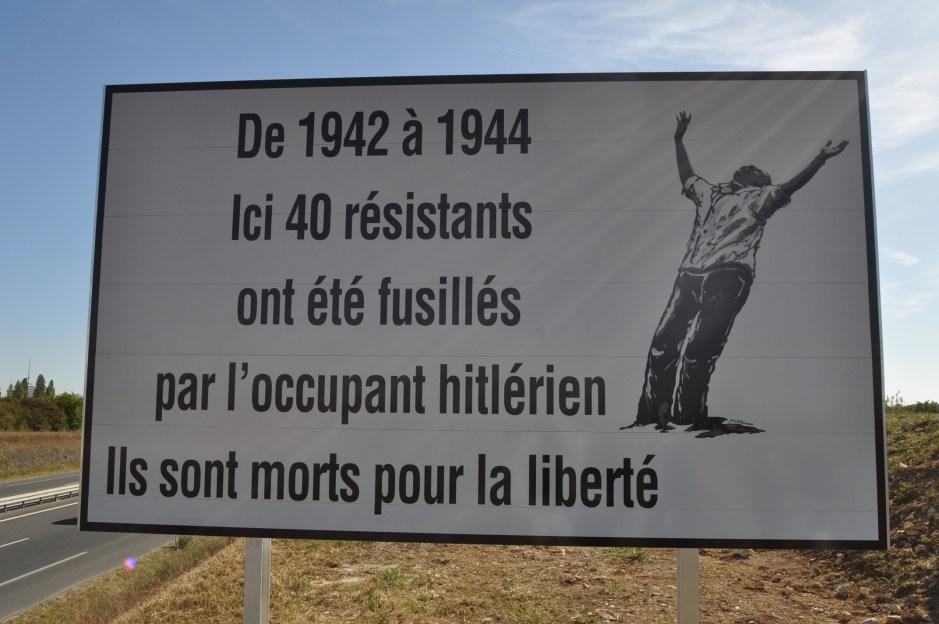 De 1942 à 1944
Ici 40 résistants
ont été fusillés
par l'occupant hitlérien
Ils sont morts pour la liberté